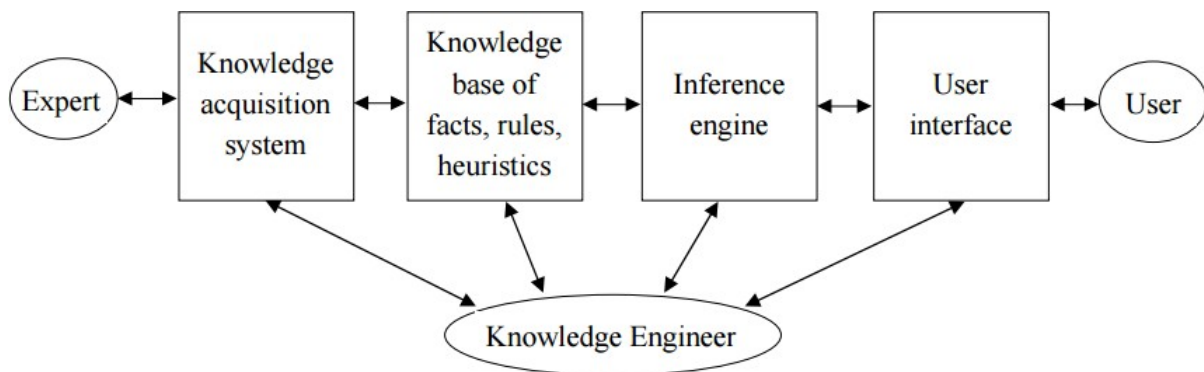 Expert
Knowledge
acquisition
system
Knowledge
base of
facts, rules,
heuristics
Inference
engine
User
interface
User
Knowledge Engineer